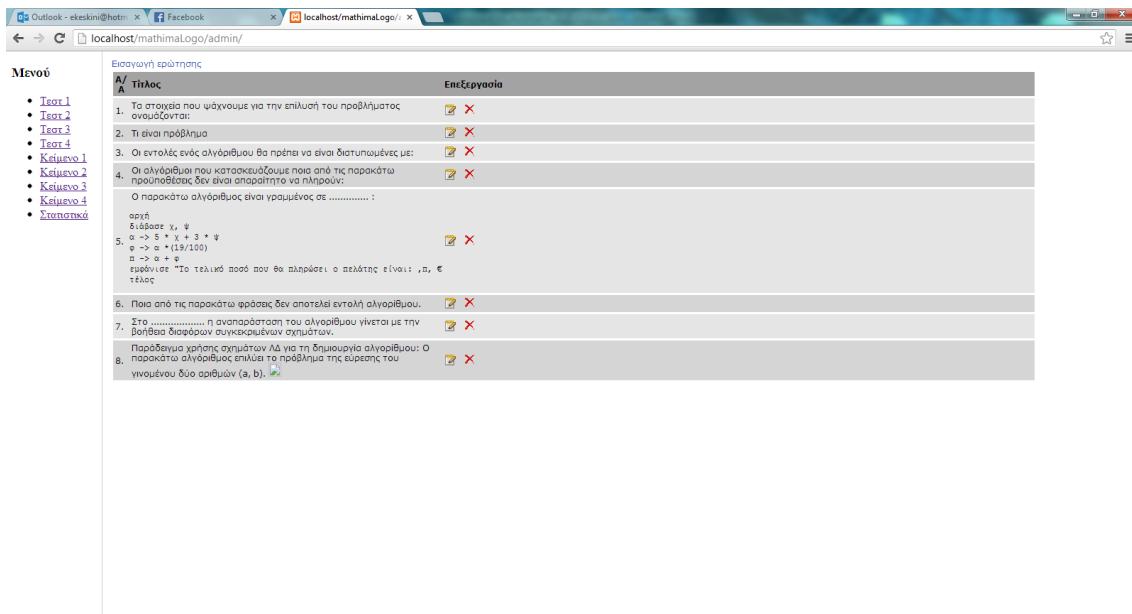 Outlook - ekeskini@hotm
Facebook
localhost/mathimaLogo/a
localhost/mathimaLogo/admin/
Μενού
Τεστ 1
Τεστ 2
Τεστ 3
Τεστ 4
Κείμενο 1
Κείμενο 2
Κείμενο 3
Κείμενο 4
Στατιστικά
Εισαγωγή ερώτησης
Α/Α Τίτλος Επεξεργασία
1. Τα στοιχεία που ψάχνουμε για την επίλυσή του προβλήματος
ονομάζονται:
2. Τι είναι πρόβλημα
3. Οι εντολές ενός αλγόριθμου θα πρέπει να είναι διατυπωμένες με:
4. Οι αλγόριθμοι που κατασκευάζουμε ποια από τις παρακάτω
προϋποθέσεις δεν είναι απαραίτητο να πληρούν:
Ο παρακάτω αλγόριθμος είναι γραμμένος σε .............. :
αρχή
διάβασε χ, ψ
5. α -> 5 * χ + 3 * ψ
φ -> α *(19/100)
π -> α + φ
εμφάνισε "Το τελικό ποσό που θα πληρώσει ο πελάτης είναι: ,π, €
τέλος
6. Ποια από τις παρακάτω φράσεις δεν αποτελεί εντολή αλγορίθμου.
7. Στο ................... η αναπαράσταση του αλγορίθμου γίνεται με την
βοήθεια διαφόρων συγκεκριμένων σχημάτων.
Παράδειγμα χρήσης σχημάτων ΛΔ για τη δημιουργία αλγορίθμου: Ο
8. παρακάτω αλγόριθμος επιλύει το πρόβλημα της εύρεσης του
γινομένου δύο αριθμών (a, b).